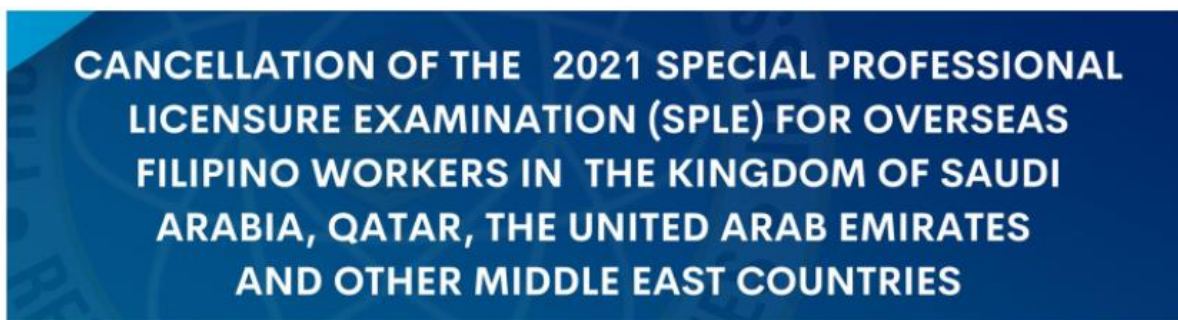 CANCELLATION OF THE 2021 SPECIAL PROFESSIONAL
LICENSURE EXAMINATION (SPLE) FOR OVERSEAS
FILIPINO WORKERS IN THE KINGDOM OF SAUDI
ARABIA, QATAR, THE UNITED ARAB EMIRATES
AND OTHER MIDDLE EAST COUNTRIES